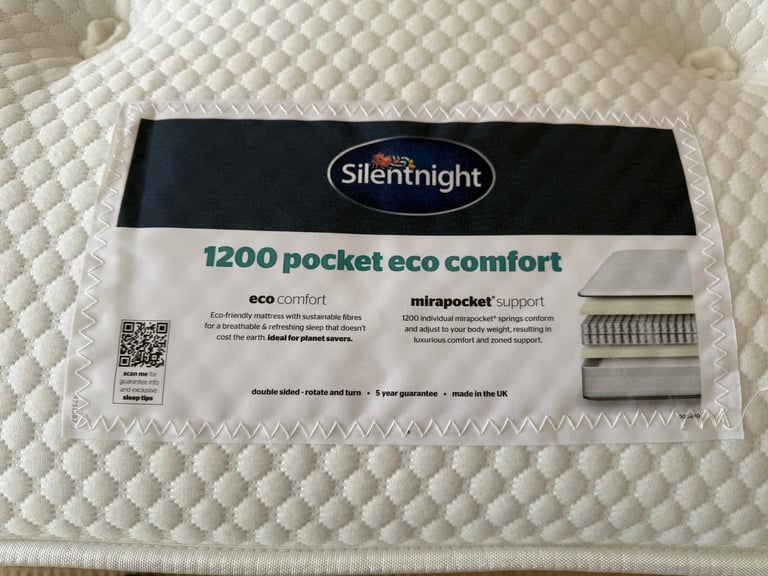 Silentnight
1200 pocket eco comfort
eco comfort
Eco-friendly mattress with sustainable fibres
for a breathable & refreshing sleep that doesn't
cost the earth. ideal for planet savers.
mirapocket® support
1200 individual mirapocket® springs conform
and adjust to your body weight, resulting in
luxurious comfort and zoned support.
scan me for
guarantee info
and exclusive
sleep tips
double sided - rotate and turn • 5 year guarantee • made in the UK